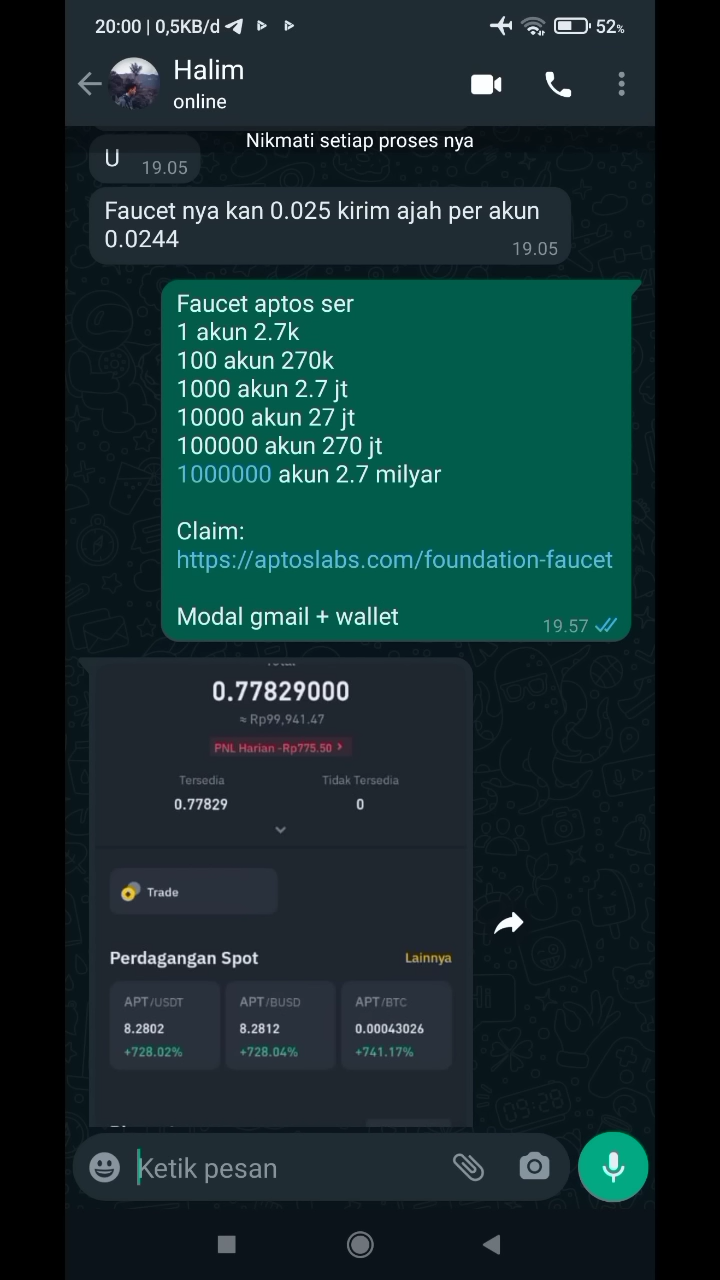 20:00 | 0,5KB/d
52%
Halim
online
Nikmati setiap proses nya
U 19.05
Faucet nya kan 0.025 kirim ajah per akun
0.0244
19.05
Faucet aptos ser
1 akun 2.7k
100 akun 270k
1000 akun 2.7 jt
10000 akun 27 jt
100000 akun 270 jt
1000000 akun 2.7 milyar
Claim:
https://aptoslabs.com/foundation-faucet
Modal gmail + wallet
19.57
0.77829000
≈ Rp99,941.47
PNL Harian -Rp775.50 >
Tersedia Tidak Tersedia
0.77829 0
Trade
Perdagangan Spot Lainnya
APT/USDT APT/BUSD APT/BTC
8.2802 8.2812 0.00043026
+728.02% +728.04% +741.17%
Ketik pesan